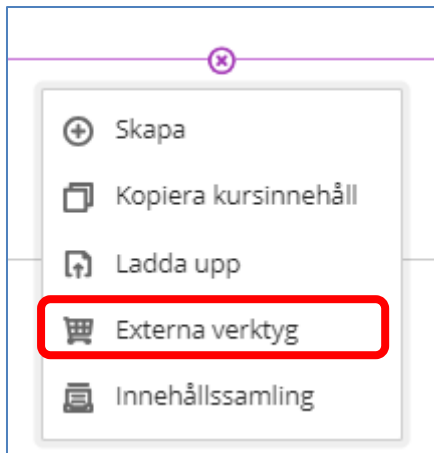 Skapa
Kopiera kursinnehåll
Ladda upp
Externa verktyg
Innehållssamling